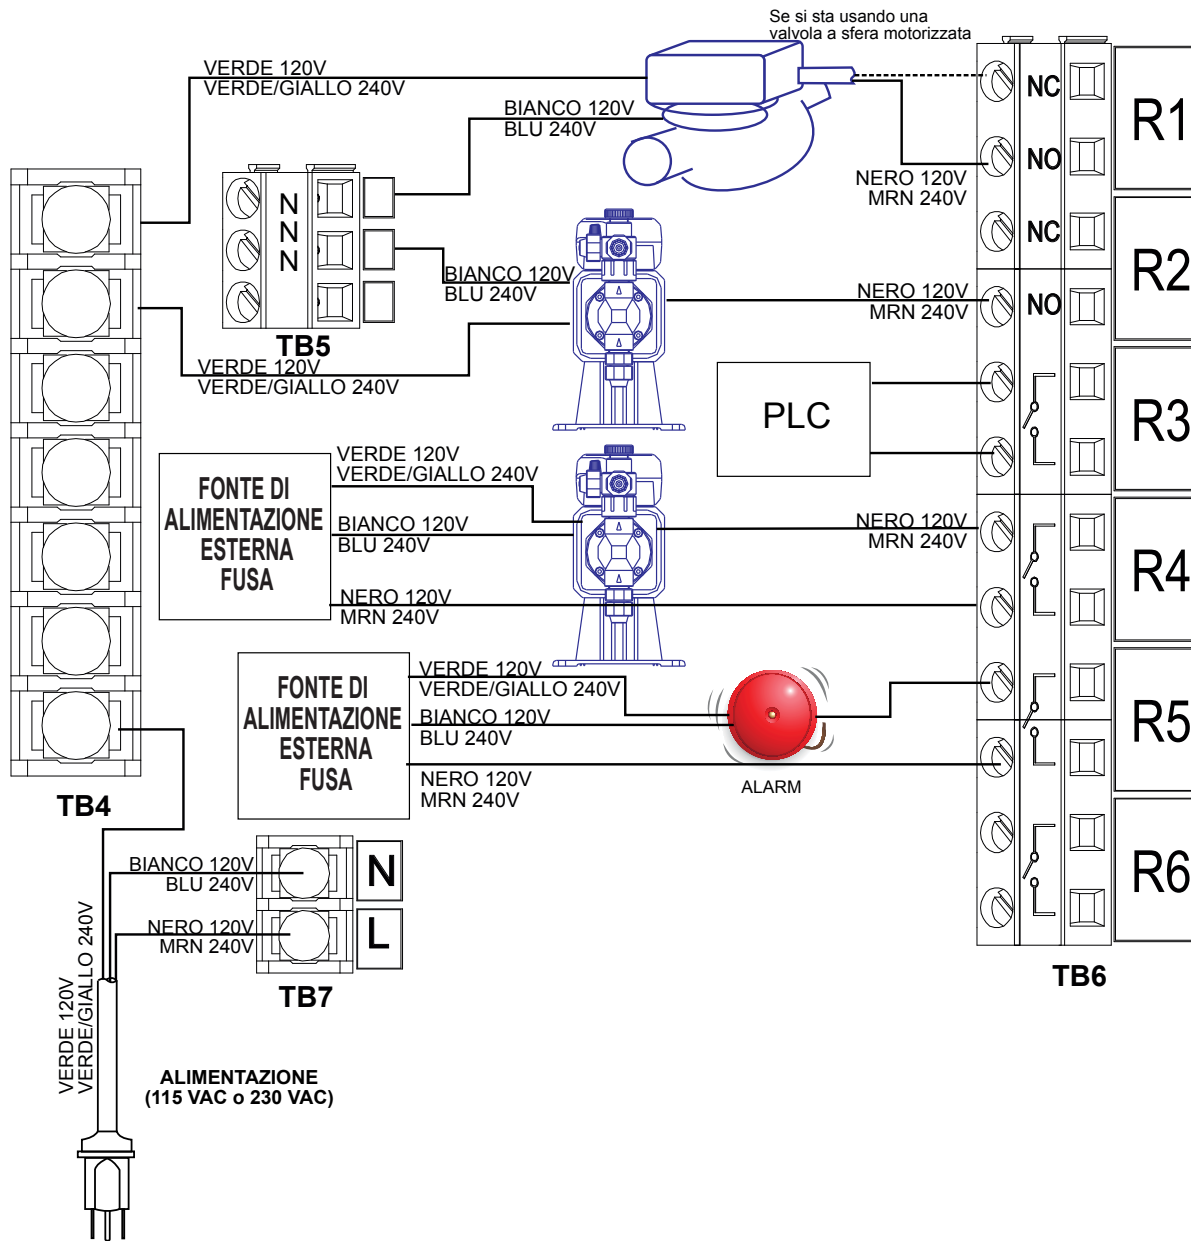 Se si sta usando una
valvola a sfera motorizzata
VERDE 120V
VERDE/GIALLO 240V
BIANCO 120V
BLU 240V
NC
R1
NO
NERO 120V
MRN 240V
N
N
N
TB5
NC
R2
NO
BIANCO 120V
BLU 240V
NERO 120V
MRN 240V
VERDE 120V
VERDE/GIALLO 240V
PLC
R3
VERDE 120V
VERDE/GIALLO 240V
FONTE DI
ALIMENTAZIONE
ESTERNA
FUSA
BIANCO 120V
BLU 240V
NERO 120V
MRN 240V
R4
NERO 120V
MRN 240V
VERDE 120V
VERDE/GIALLO 240V
FONTE DI
ALIMENTAZIONE
ESTERNA
FUSA
BIANCO 120V
BLU 240V
R5
NERO 120V
MRN 240V
ALARM
TB4
BIANCO 120V
BLU 240V
N
R6
NERO 120V
MRN 240V
L
TB7
TB6
VERDE 120V
VERDE/GIALLO 240V
ALIMENTAZIONE
(115 VAC o 230 VAC)